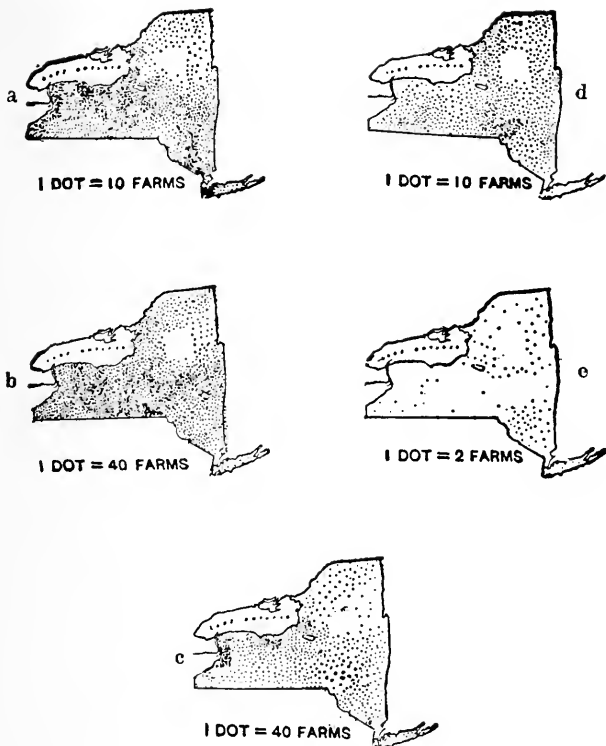 a
1 DOT = 10 FARMS
d
1 DOT = 10 FARMS
b
1 DOT = 40 FARMS
e
1 DOT = 2 FARMS
c
1 DOT = 40 FARMS